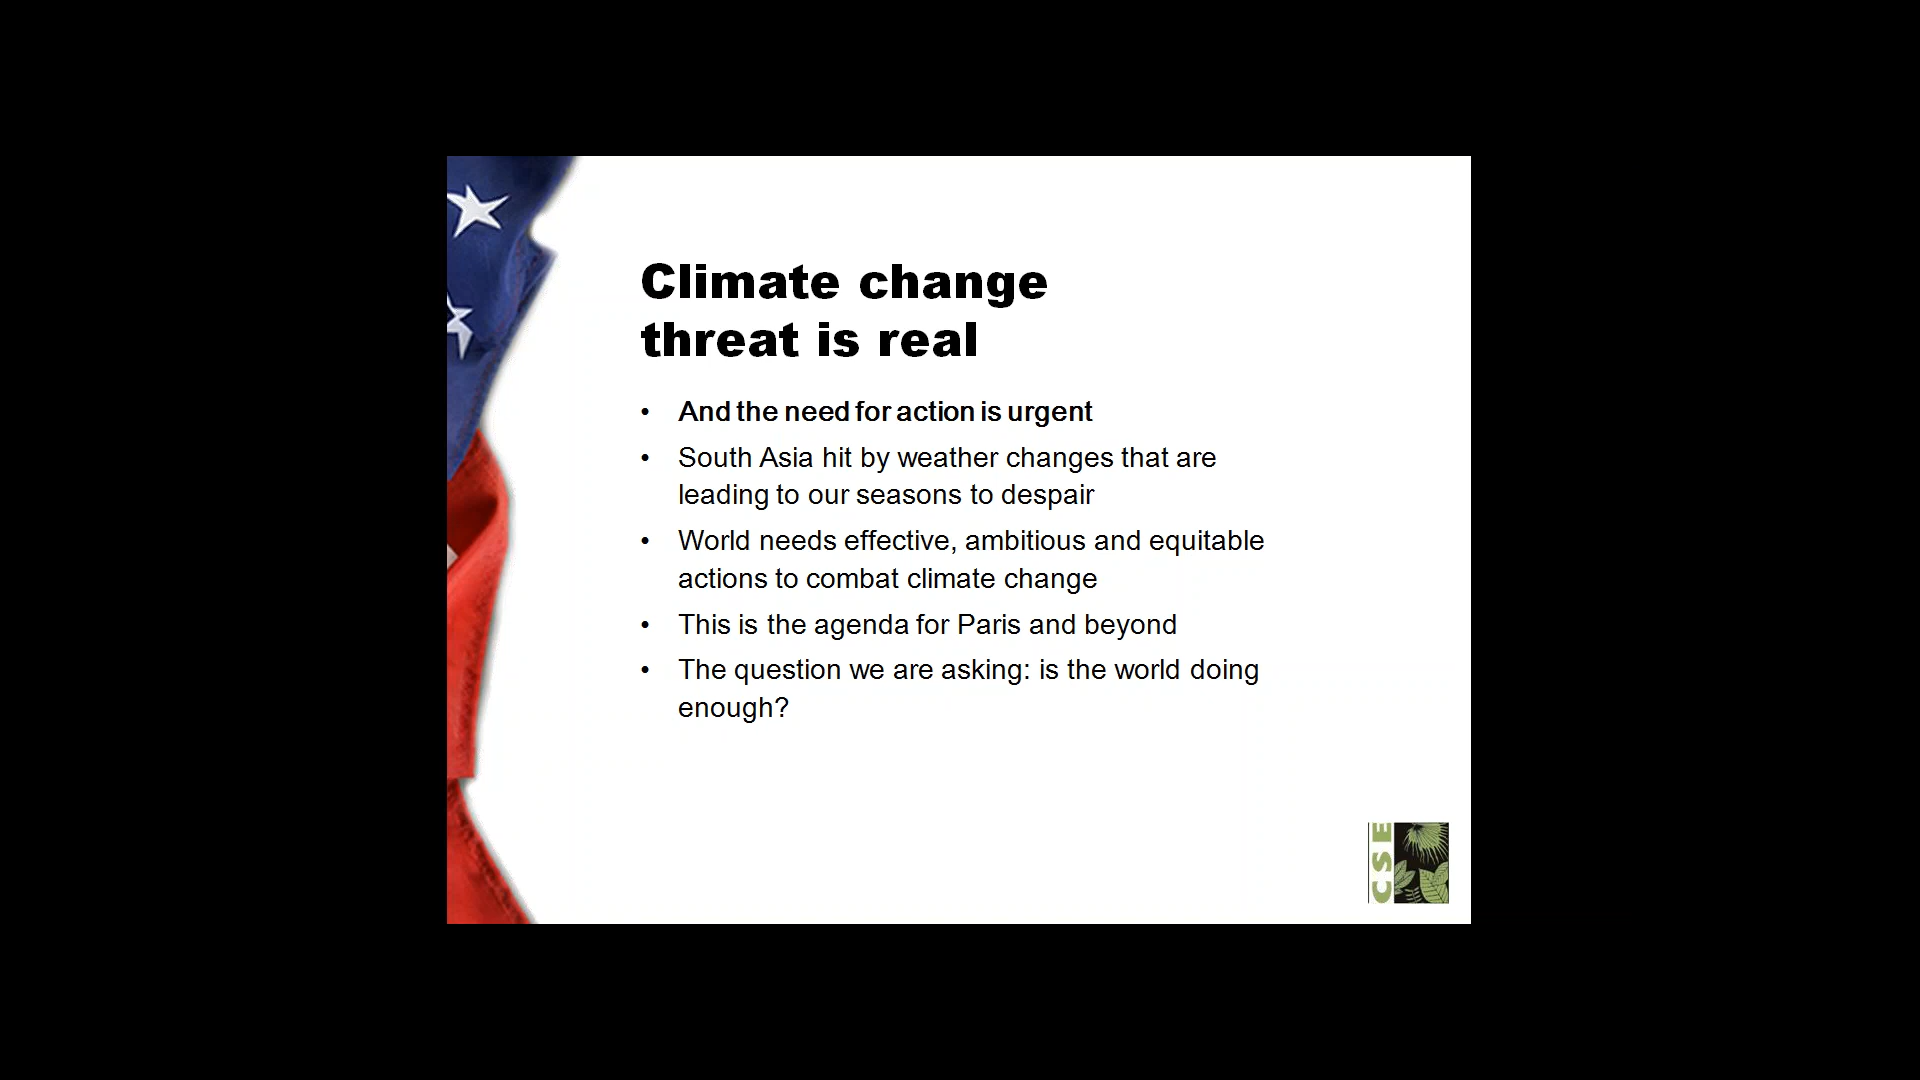 Climate change
threat is real
• And the need for action is urgent
• South Asia hit by weather changes that are
leading to our seasons to despair
• World needs effective, ambitious and equitable
actions to combat climate change
• This is the agenda for Paris and beyond
• The question we are asking: is the world doing
enough?
CSE